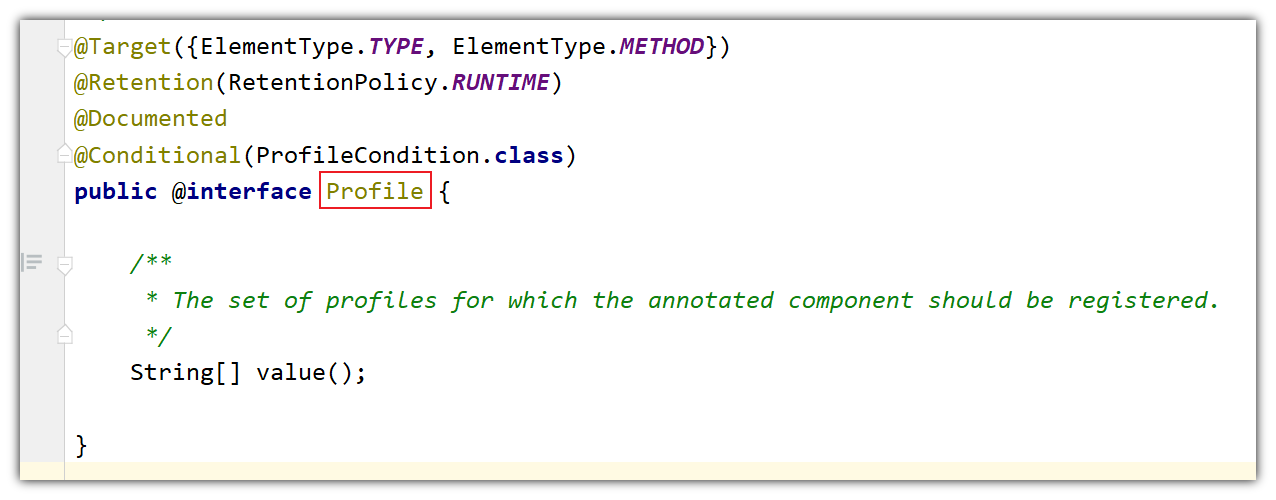 @Target({ElementType.TYPE, ElementType.METHOD})
@Retention(RetentionPolicy.RUNTIME)
@Documented
@Conditional(ProfileCondition.class)
public @interface Profile {
/**
* The set of profiles for which the annotated component should be registered.
*/
String[] value();
}